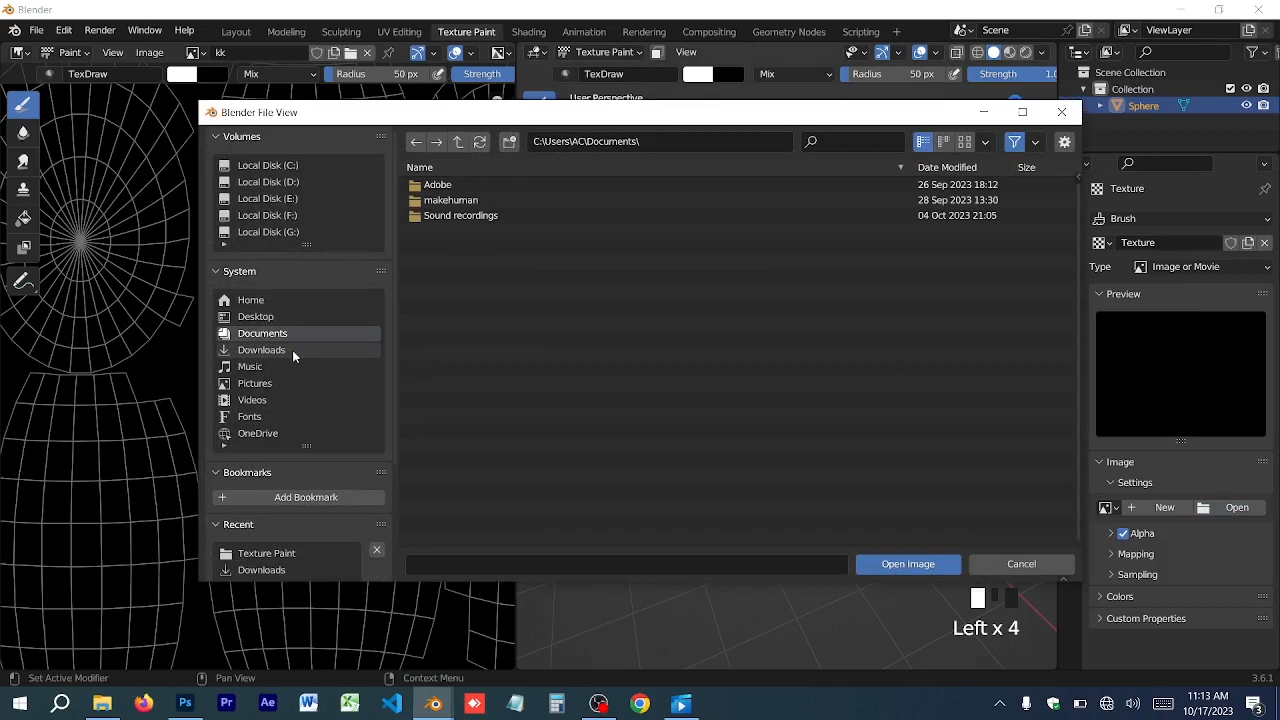 Blender
File Edit Render Window Help Layout Modeling Sculpting UV Editing Texture Paint Shading Animation Rendering Compositing Geometry Nodes Scripting + Scene ViewLayer
Paint View Image kk Texture Paint View
TexDraw Mix Radius 50 px Strength TexDraw Mix Radius 50 px Strength 1.0
Scene Collection
Collection
Sphere
User Perspective
Blender File View
Volumes
Local Disk (C:)
Local Disk (D:)
Local Disk (E:)
Local Disk (F:)
Local Disk (G:)
System
Home
Desktop
Documents
Downloads
Music
Pictures
Videos
Fonts
OneDrive
Bookmarks
+ Add Bookmark
Recent
Texture Paint
Downloads
C:\Users\AC\Documents\
Name Date Modified Size
Adobe 26 Sep 2023 18:12
makehuman 28 Sep 2023 13:30
Sound recordings 04 Oct 2023 21:05
Open Image Cancel
Texture
Brush
Texture
Type Image or Movie
Preview
Image
Settings
+ New Open
Alpha
Mapping
Sampling
Colors
Custom Properties
Left x 4
Set Active Modifier Pan View Context Menu 3.6.1
Ps Pr Ae W X
11:13 AM
10/17/2023 3